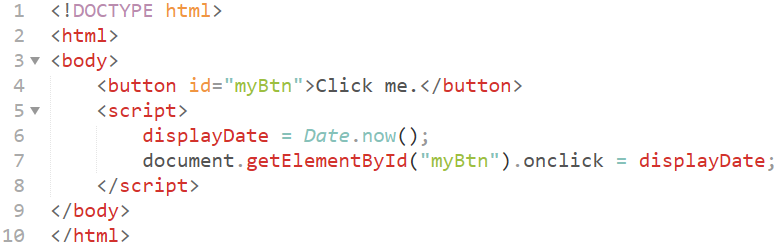 1 <!DOCTYPE html>
2 <html>
3 <body>
4 <button id="myBtn">Click me.</button>
5 <script>
6 displayDate = Date.now();
7 document.getElementById("myBtn").onclick = displayDate;
8 </script>
9 </body>
10 </html>